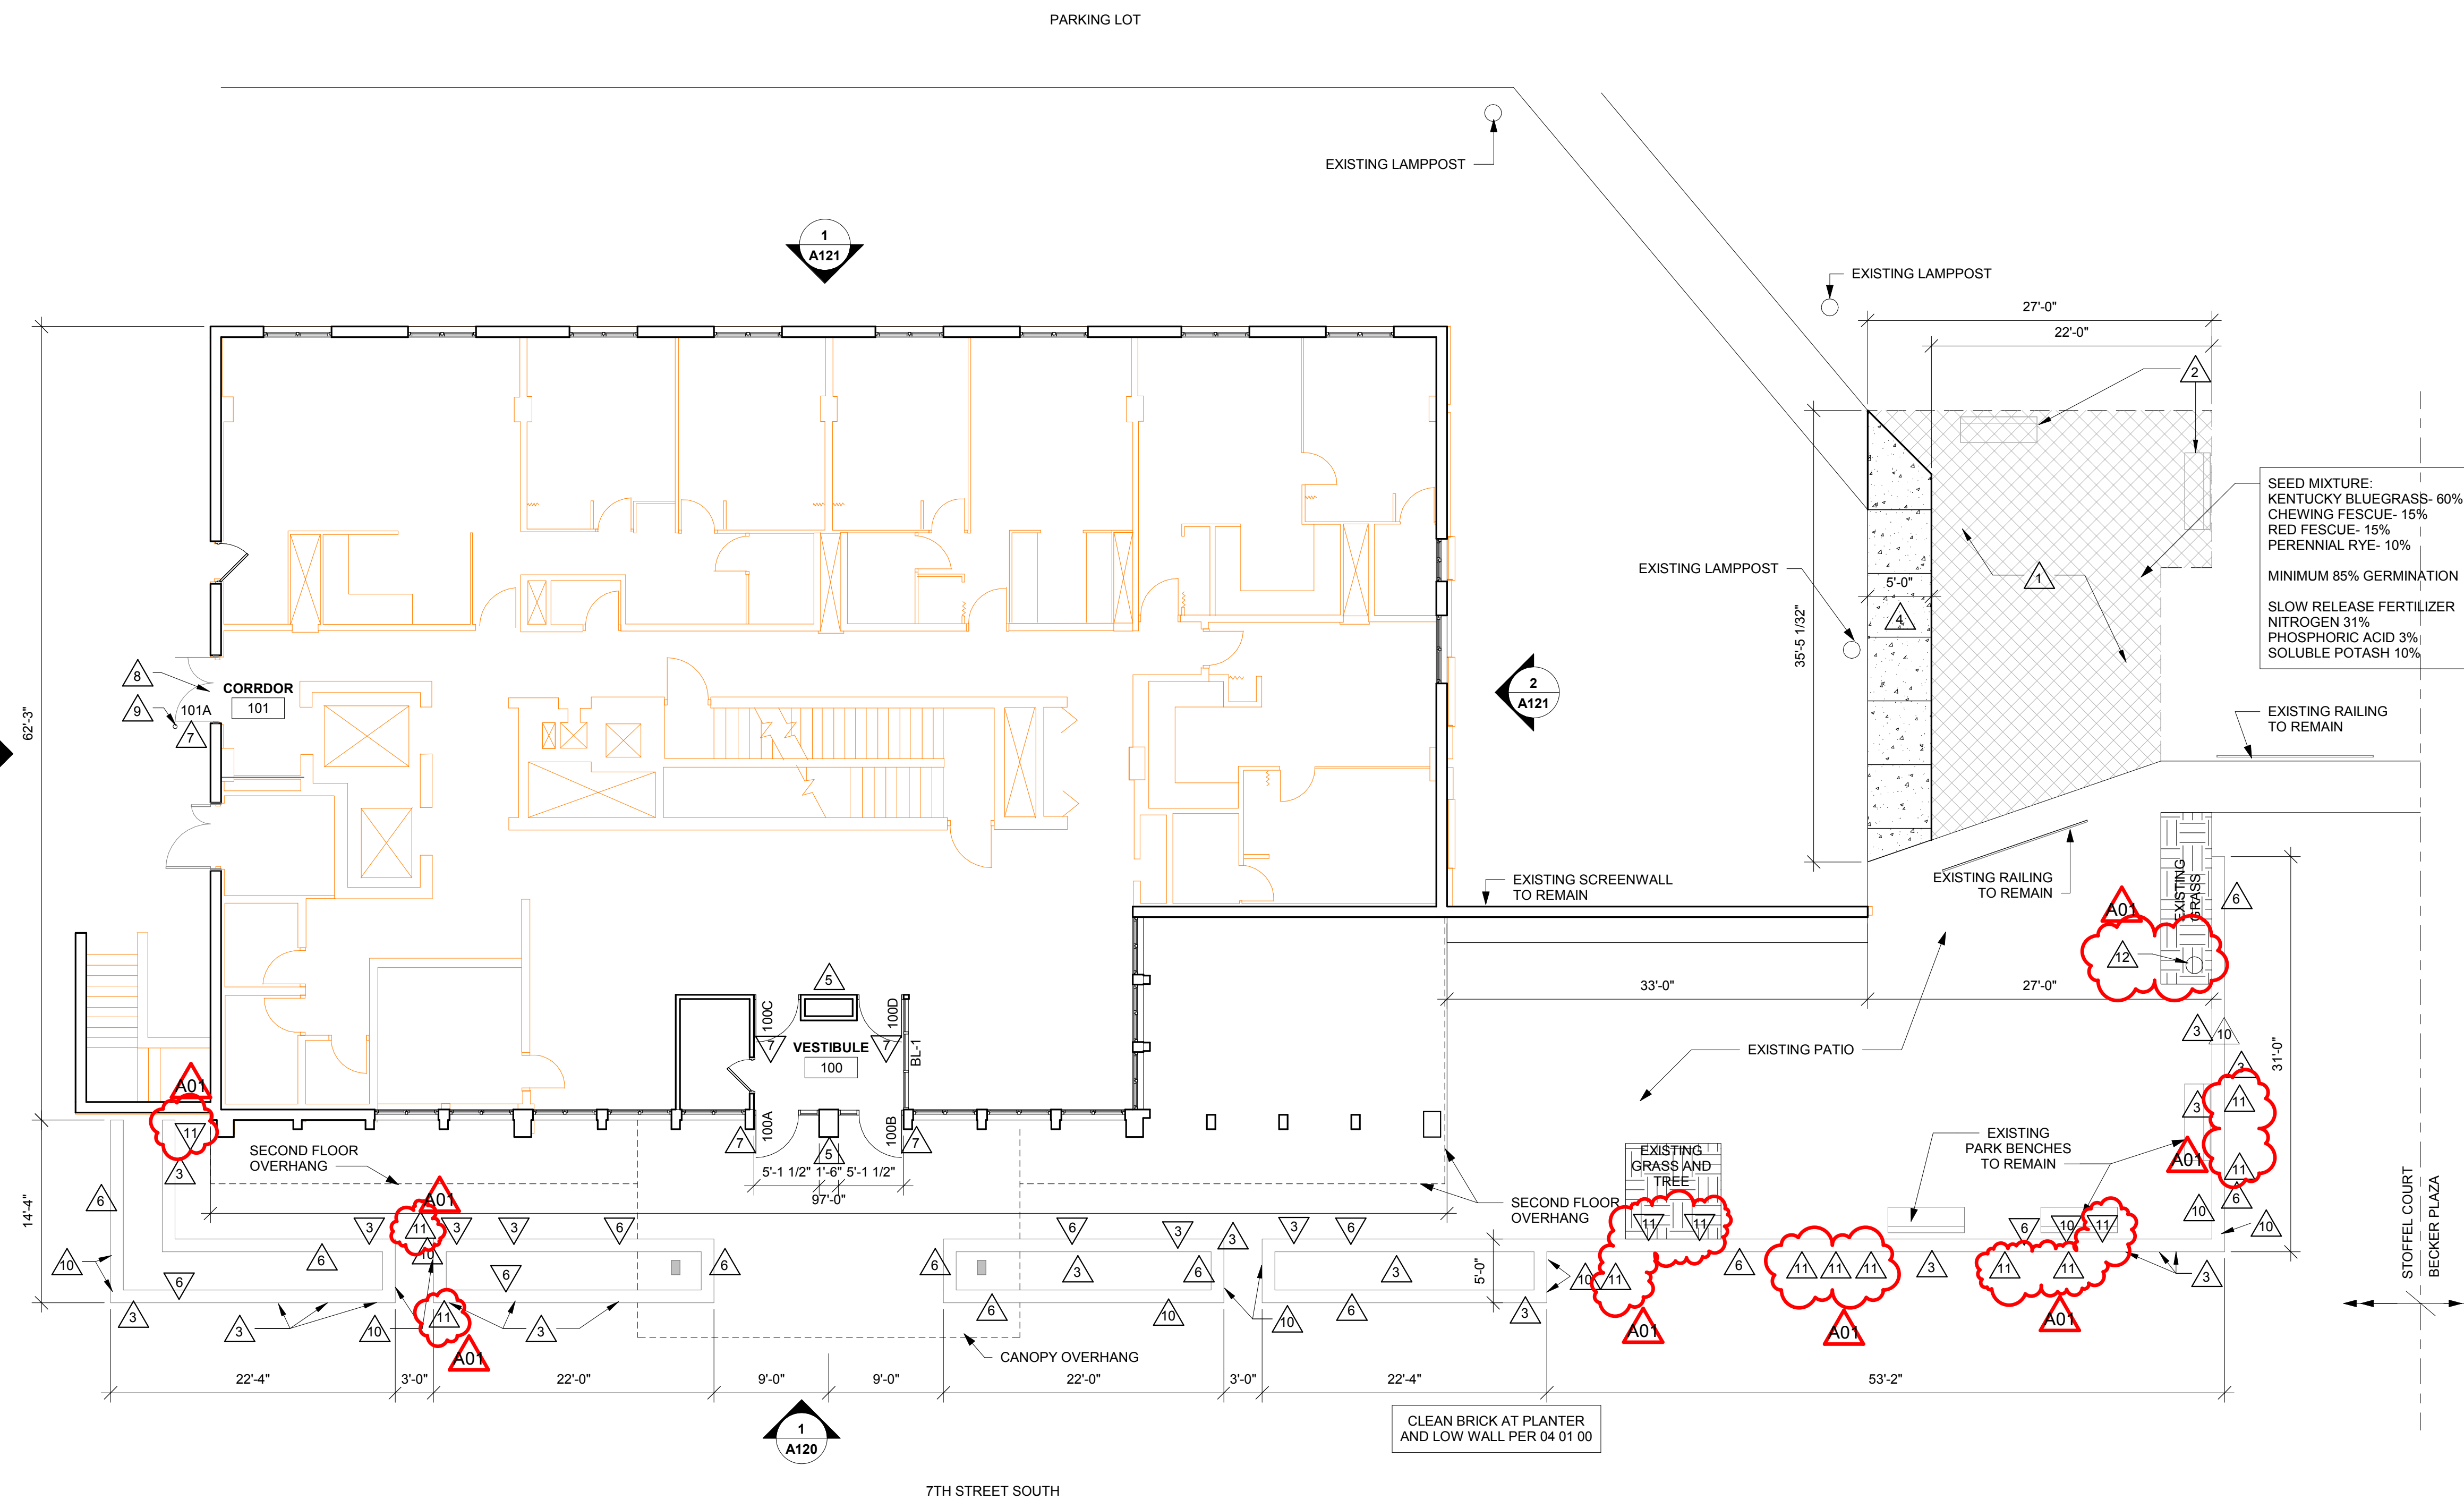 PARKING LOT
EXISTING LAMPPOST
1
A121
EXISTING LAMPPOST
27'-0"
22'-0"
2
SEED MIXTURE:
KENTUCKY BLUEGRASS- 60%
CHEWING FESCUE- 15%
RED FESCUE- 15%
PERENNIAL RYE- 10%
MINIMUM 85% GERMINATION
SLOW RELEASE FERTILIZER
NITROGEN 31%
PHOSPHORIC ACID 3%
SOLUBLE POTASH 10%
EXISTING LAMPPOST
5'-0"
1
4
35'-5 1/32"
62'-3"
8
9
CORRDOR
101
101A
7
2
A121
EXISTING RAILING
TO REMAIN
EXISTING SCREENWALL
TO REMAIN
EXISTING RAILING
TO REMAIN
EXISTING
GRASS
6
A01
12
33'-0"
27'-0"
5
100C
100D
7
7
VESTIBULE
100
BL-1
EXISTING PATIO
3
10
31'-0"
3
11
3
A01
11
3
EXISTING
PARK BENCHES
TO REMAIN
A01
11
6
10
10
SECOND FLOOR
OVERHANG
7
100A
5
100B
7
5'-1 1/2"
1'-6"
5'-1 1/2"
97'-0"
EXISTING
GRASS AND
TREE
SECOND FLOOR
OVERHANG
14'-4"
6
A01
3
11
3
3
6
10
6
3
3
3
6
11
11
6
10
11
10
6
6
6
6
6
3
6
3
5'-0"
10
11
6
11
11
11
3
11
11
3
3
3
10
11
3
A01
6
10
10
6
3
A01
A01
A01
CANOPY OVERHANG
22'-4"
3'-0"
22'-0"
9'-0"
9'-0"
22'-0"
3'-0"
22'-4"
53'-2"
STOFFEL COURT
BECKER PLAZA
1
A120
CLEAN BRICK AT PLANTER
AND LOW WALL PER 04 01 00
7TH STREET SOUTH